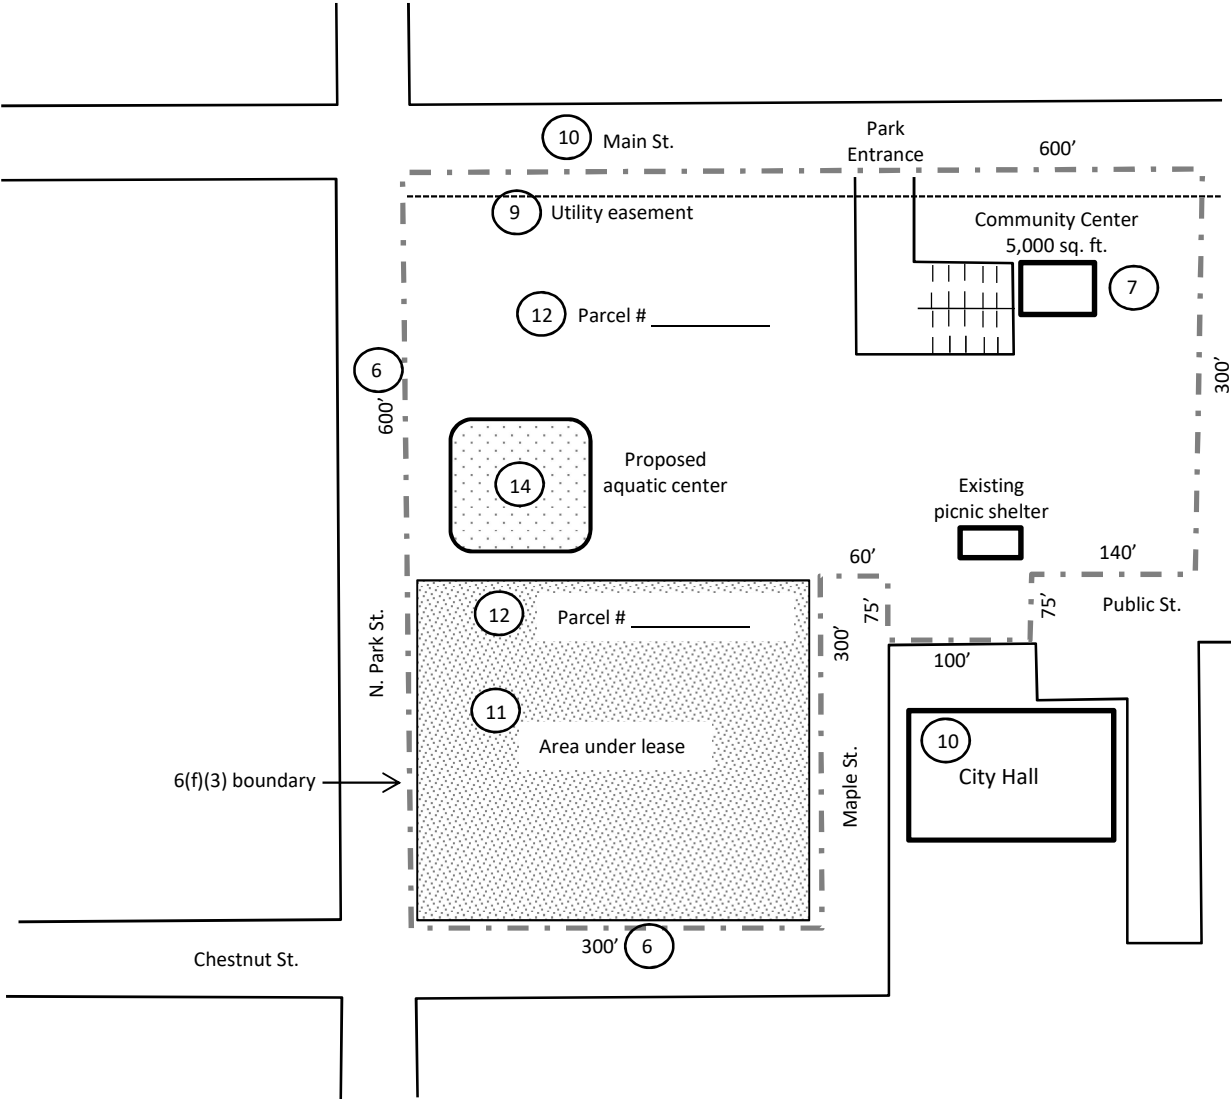 10 Main St.
Park
Entrance
600’
9 Utility easement
Community Center
5,000 sq. ft.
7
12 Parcel # ___________
6
600’
300’
14
Proposed
aquatic center
Existing
picnic shelter
60’
140’
75’
75’
Public St.
12 Parcel # ___________
300’
100’
N. Park St.
11
Area under lease
10
City Hall
Maple St.
6(f)(3) boundary
300’ 6
Chestnut St.